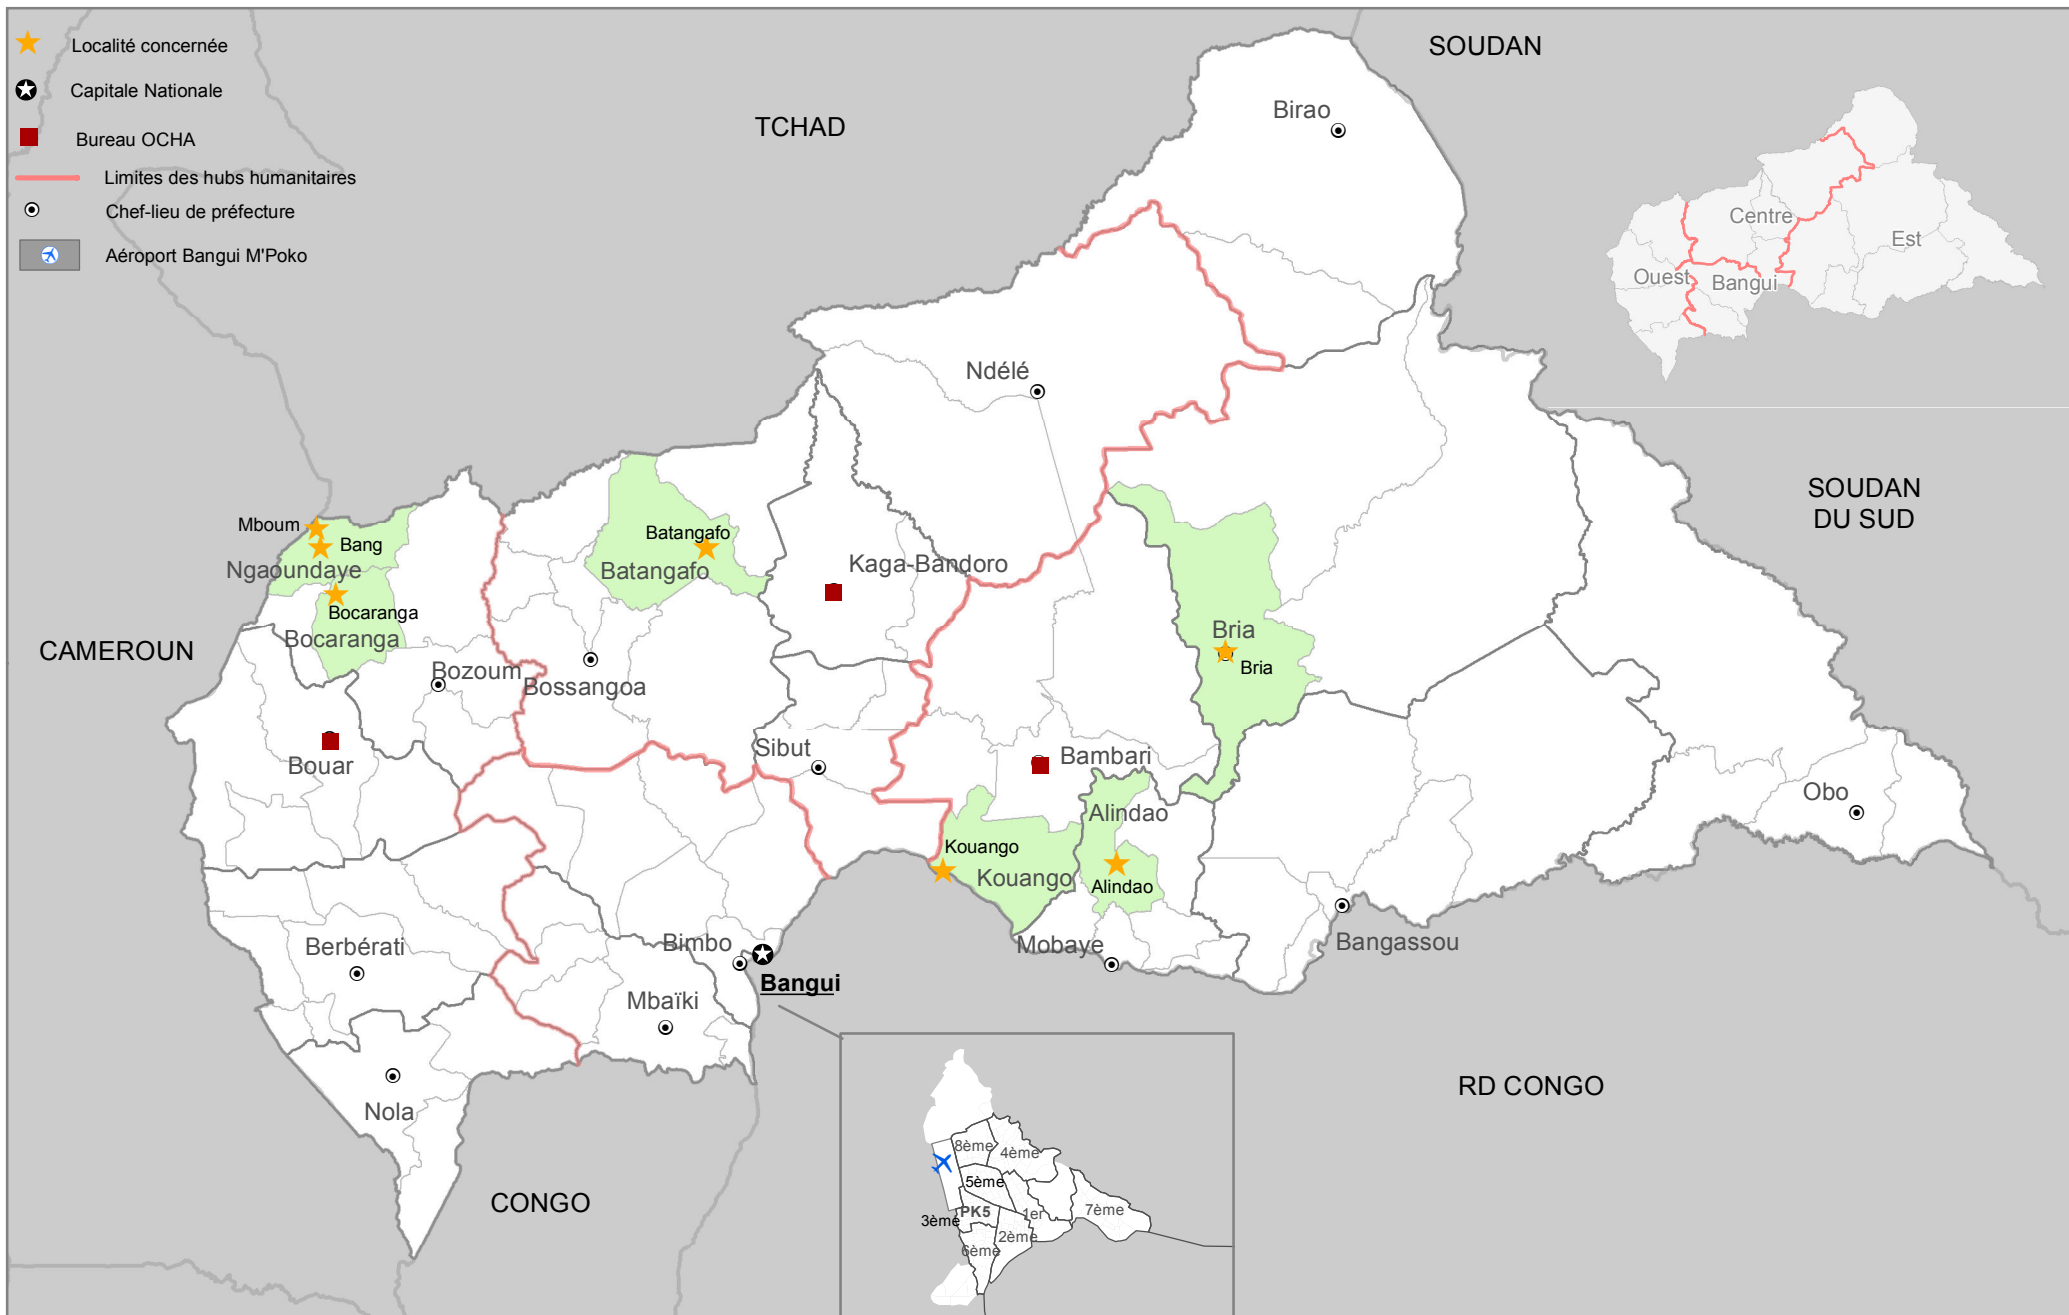 Localité concernée
Capitale Nationale
Bureau OCHA
Limites des hubs humanitaires
Chef-lieu de préfecture
Aéroport Bangui M'Poko
SOUDAN
TCHAD
Birao
Centre
Est
Ouest
Bangui
Ndélé
SOUDAN
DU SUD
Mboum
Bang
Ngaoundaye
Batangafo
Batangafo
Kaga-Bandoro
Bocaranga
Bocaranga
CAMEROUN
Bria
Bria
Bozoum
Bossangoa
Bouar
Sibut
Bambari
Alindao
Obo
Kouango
Kouango
Alindao
Berbérati
Bimbo
Bangui
Mobaye
Bangassou
Mbaïki
Nola
RD CONGO
CONGO
8ème
4ème
5ème
3ème
PK5
1er
7ème
2ème
6ème